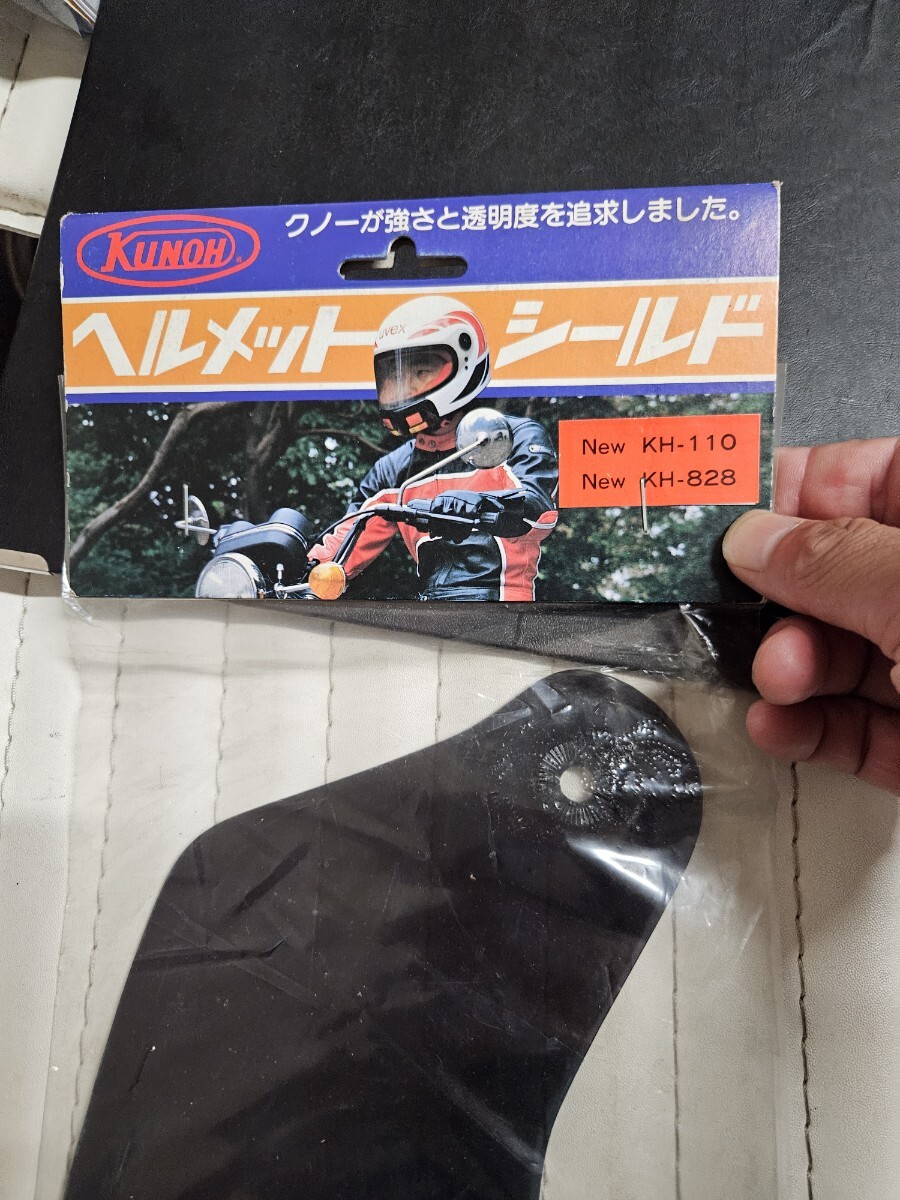 クノーが強さと透明度を追求しました。
KUNOH®
ヘルメットシールド
uvex
New KH-110
New KH-828